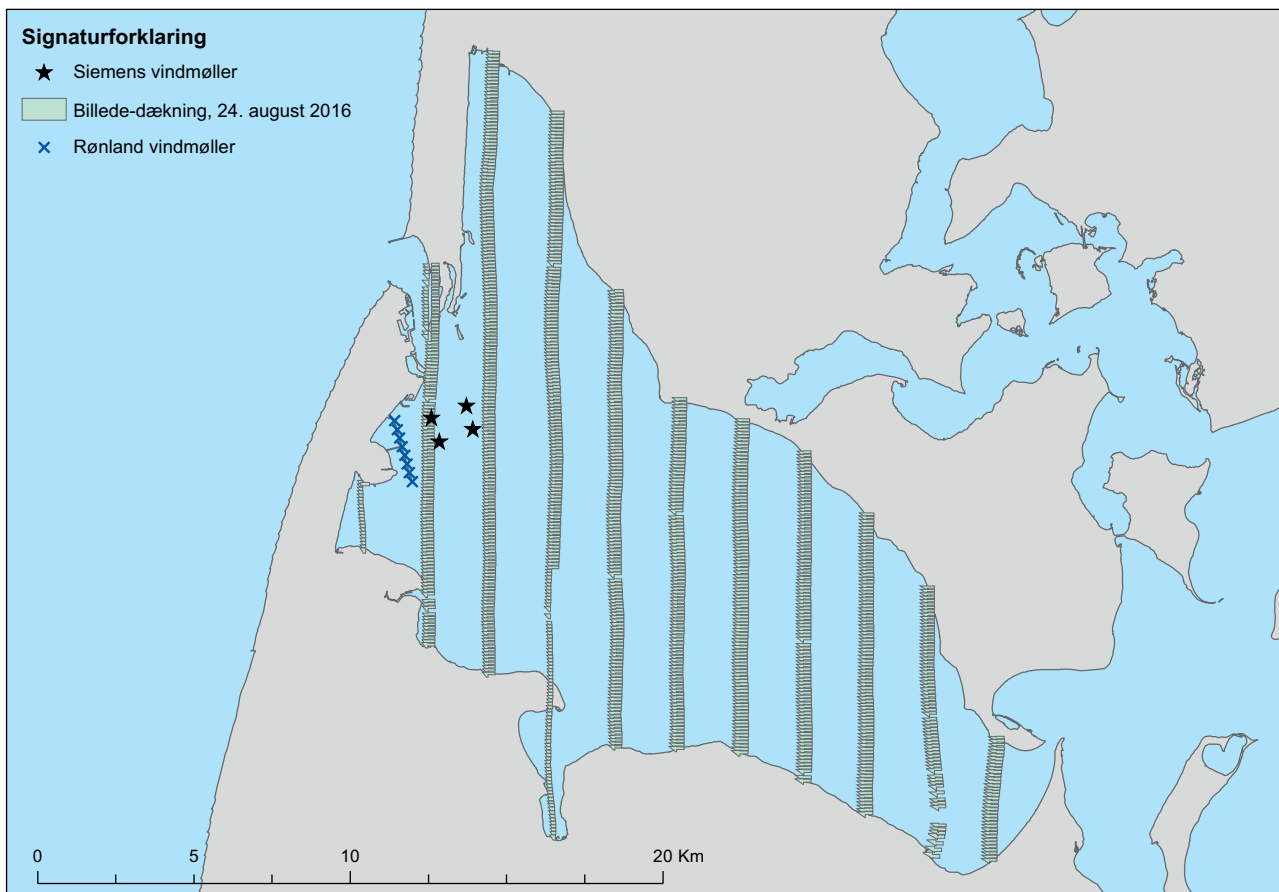 Signaturforklaring
Siemens vindmøller
Billede-dækning, 24. august 2016
Rønland vindmøller
0 5 10 20 Km